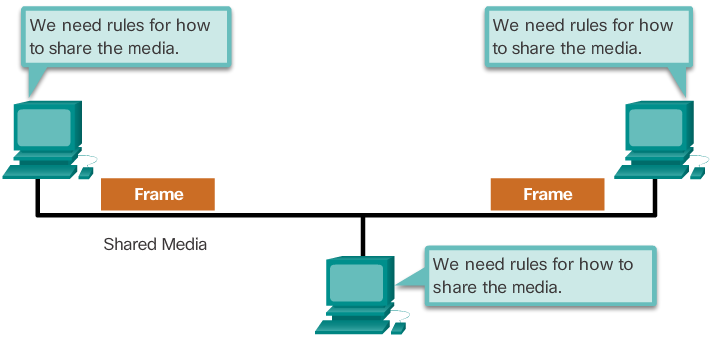 We need rules for how
to share the media.
We need rules for how
to share the media.
Frame
Frame
Shared Media
We need rules for how to
share the media.